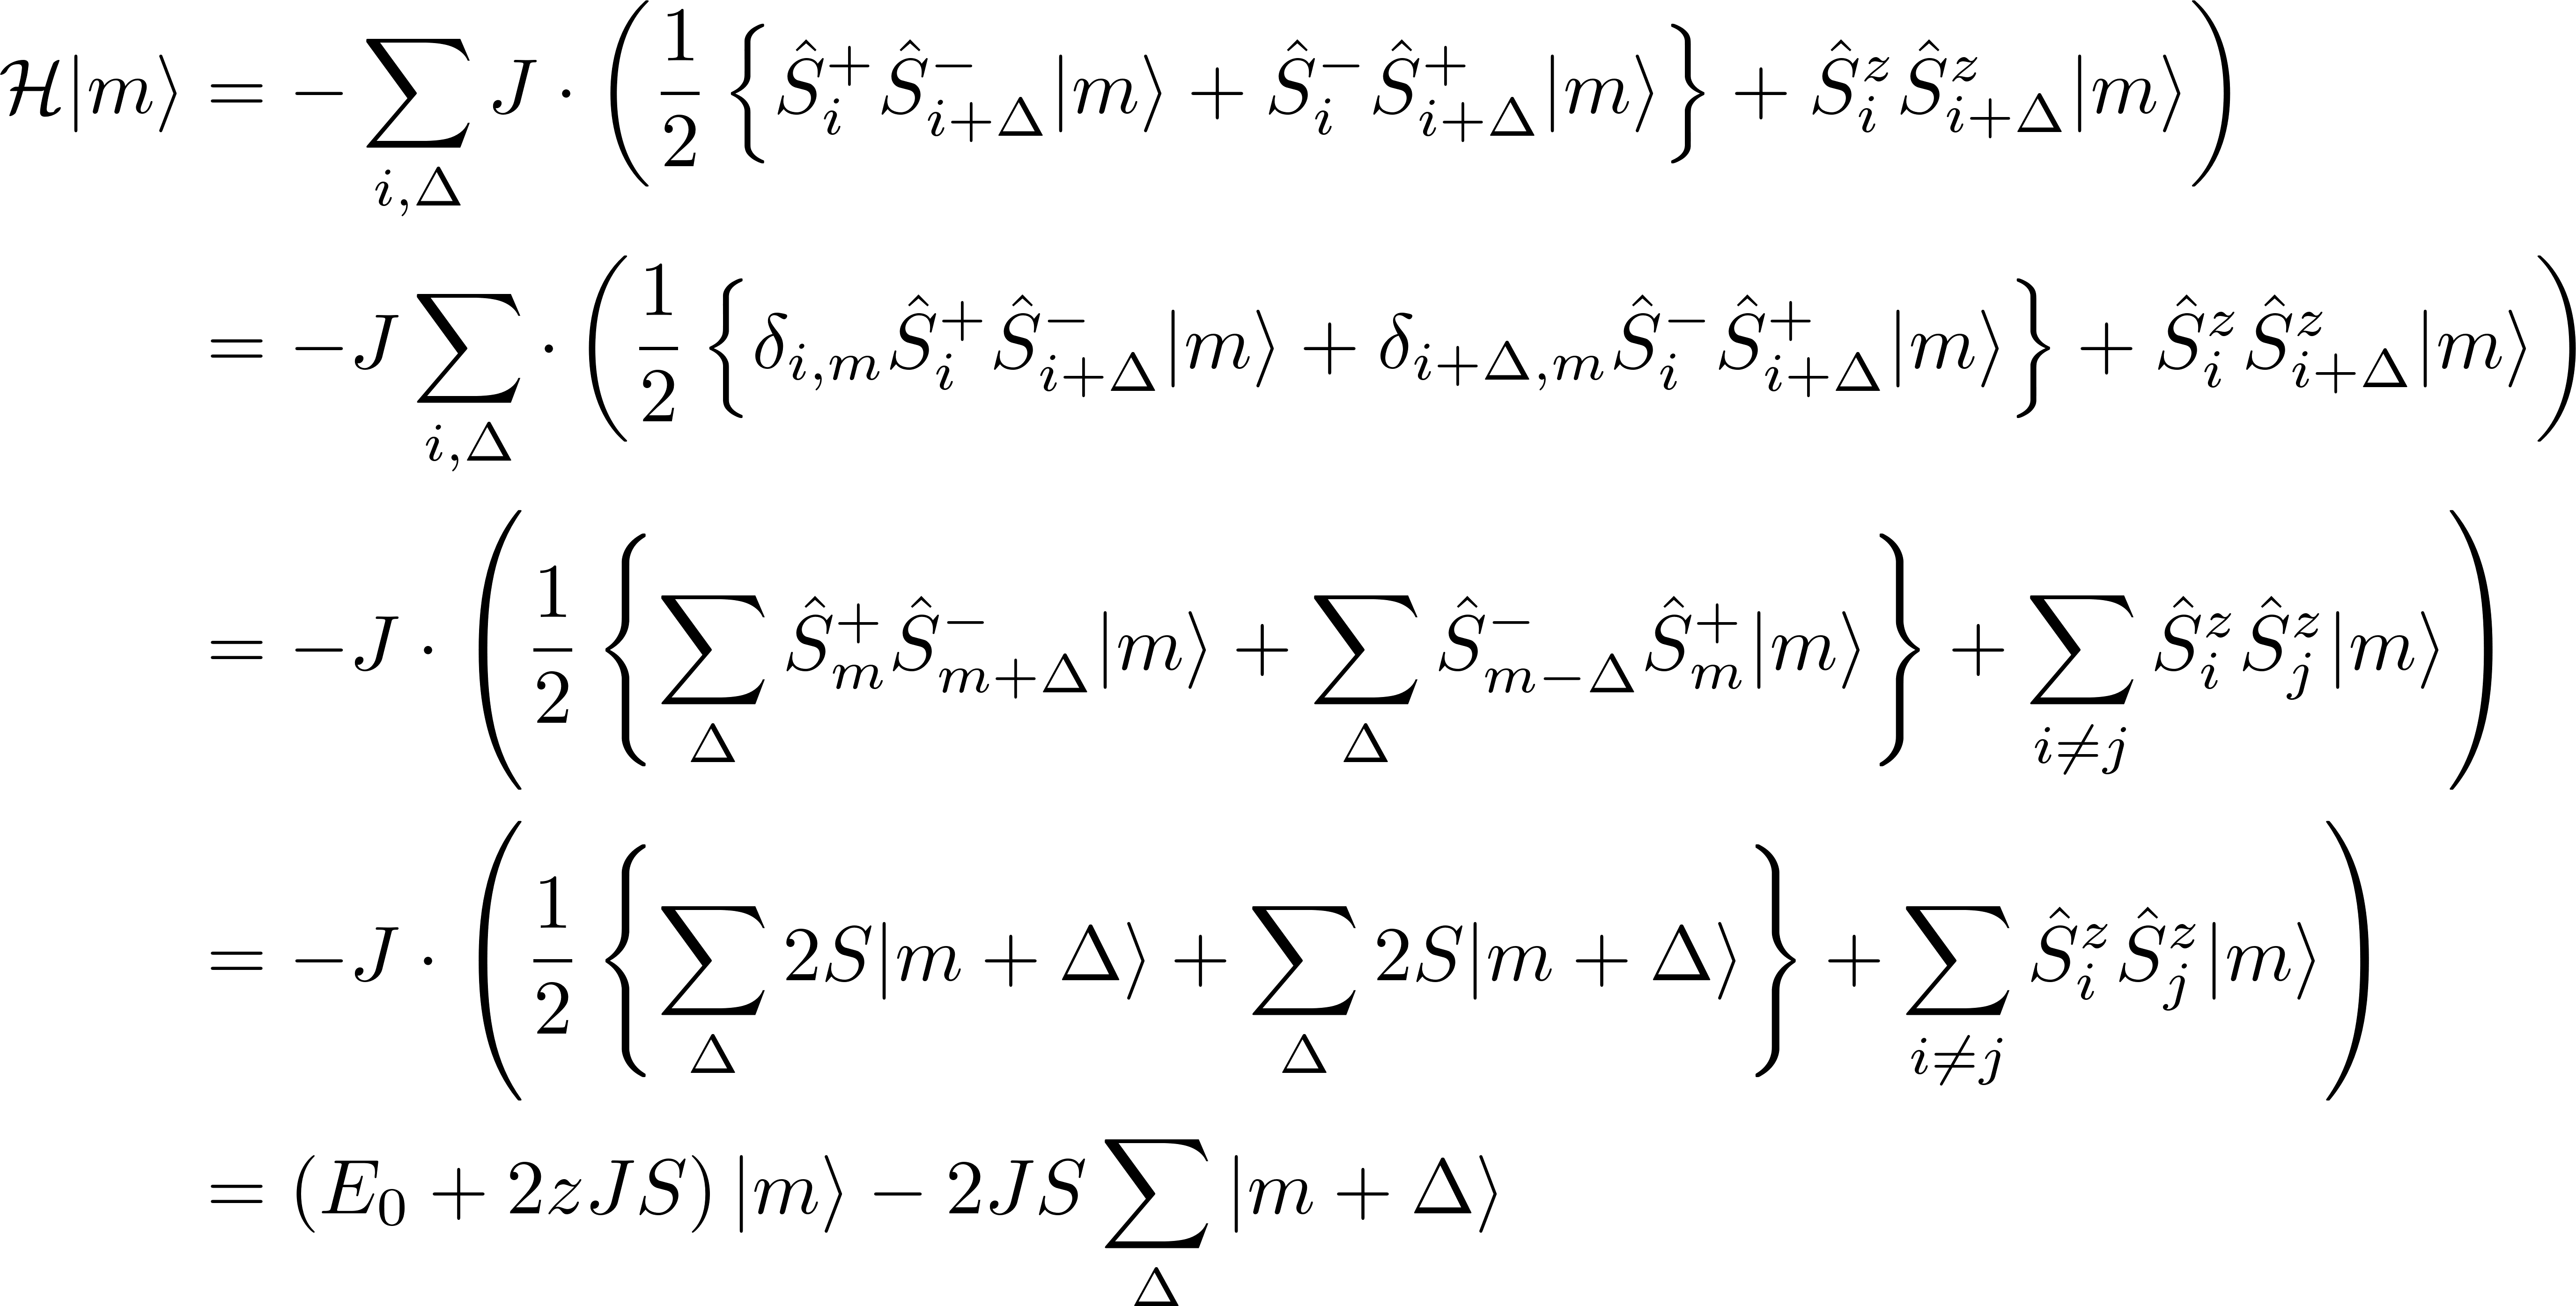 \mathcal{H}|m\rangle = -\sum_{i,\Delta} J \cdot \left( \frac{1}{2} \left\{ \hat{S}_i^+ \hat{S}_{i+\Delta}^- |m\rangle + \hat{S}_i^- \hat{S}_{i+\Delta}^+ |m\rangle \right\} + \hat{S}_i^z \hat{S}_{i+\Delta}^z |m\rangle \right)
= -J \sum_{i,\Delta} \cdot \left( \frac{1}{2} \left\{ \delta_{i,m} \hat{S}_i^+ \hat{S}_{i+\Delta}^- |m\rangle + \delta_{i+\Delta,m} \hat{S}_i^- \hat{S}_{i+\Delta}^+ |m\rangle \right\} + \hat{S}_i^z \hat{S}_{i+\Delta}^z |m\rangle \right)
= -J \cdot \left( \frac{1}{2} \left\{ \sum_{\Delta} \hat{S}_m^+ \hat{S}_{m+\Delta}^- |m\rangle + \sum_{\Delta} \hat{S}_{m-\Delta}^- \hat{S}_m^+ |m\rangle \right\} + \sum_{i \neq j} \hat{S}_i^z \hat{S}_j^z |m\rangle \right)
= -J \cdot \left( \frac{1}{2} \left\{ \sum_{\Delta} 2S |m+\Delta\rangle + \sum_{\Delta} 2S |m+\Delta\rangle \right\} + \sum_{i \neq j} \hat{S}_i^z \hat{S}_j^z |m\rangle \right)
= (E_0 + 2zJS) |m\rangle - 2JS \sum_{\Delta} |m+\Delta\rangle